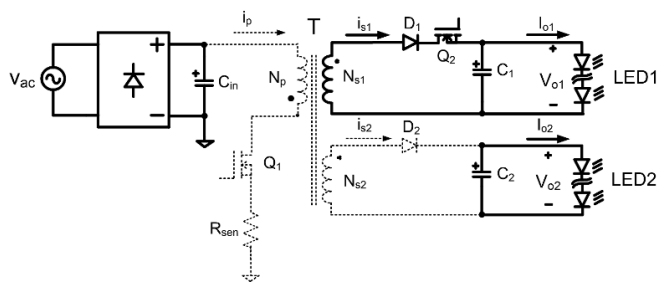 i_p
T
i_s1
D_1
Q_2
I_o1
v_ac
+
−
+
C_in
N_p
N_s1
+
C_1
+
V_o1
−
LED1
i_s2
D_2
I_o2
Q_1
N_s2
+
C_2
+
V_o2
−
LED2
R_sen